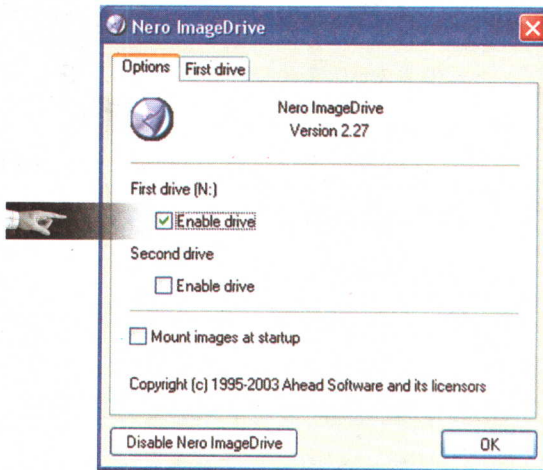 Nero ImageDrive
Options First drive
Nero ImageDrive
Version 2.27
First drive (N:)
Enable drive
Second drive
Enable drive
Mount images at startup
Copyright (c) 1995-2003 Ahead Software and its licensors
Disable Nero ImageDrive OK